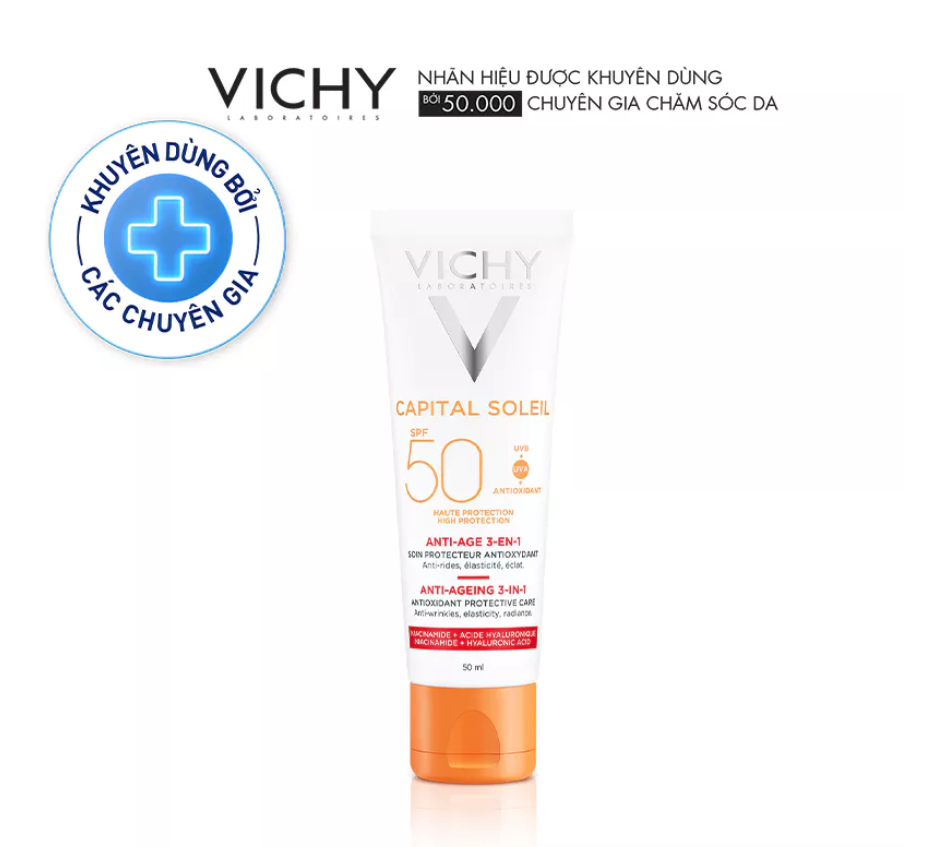 VICHY
LABORATOIRES
NHÃN HIỆU ĐƯỢC KHUYÊN DÙNG
BỞI 50.000 CHUYÊN GIA CHĂM SÓC DA
KHUYÊN DÙNG BỞI
CÁC CHUYÊN GIA
VICHY
LABORATOIRES
CAPITAL SOLEIL
SPF
50
UVB
+
UVA
+
ANTIOXIDANT
HAUTE PROTECTION
HIGH PROTECTION
ANTI-AGE 3-EN-1
SOIN PROTECTEUR ANTIOXYDANT
Anti-rides, élasticité, éclat.
ANTI-AGEING 3-IN-1
ANTIOXIDANT PROTECTIVE CARE
Anti-wrinkles, elasticity, radiance.
NIACINAMIDE + ACIDE HYALURONIQUE
NIACINAMIDE + HYALURONIC ACID
50 ml